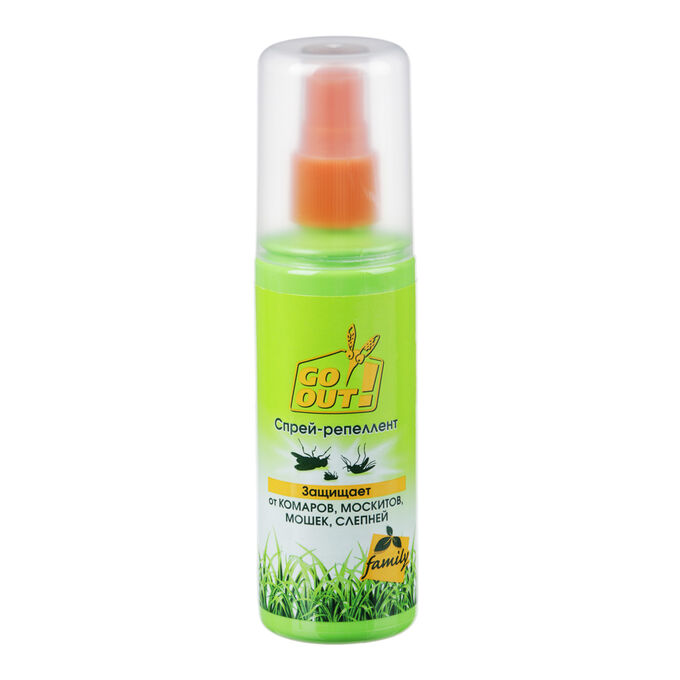 GO
OUT!
Спрей-репеллент
Защищает
от КОМАРОВ, МОСКИТОВ,
МОШЕК, СЛЕПНЕЙ
family